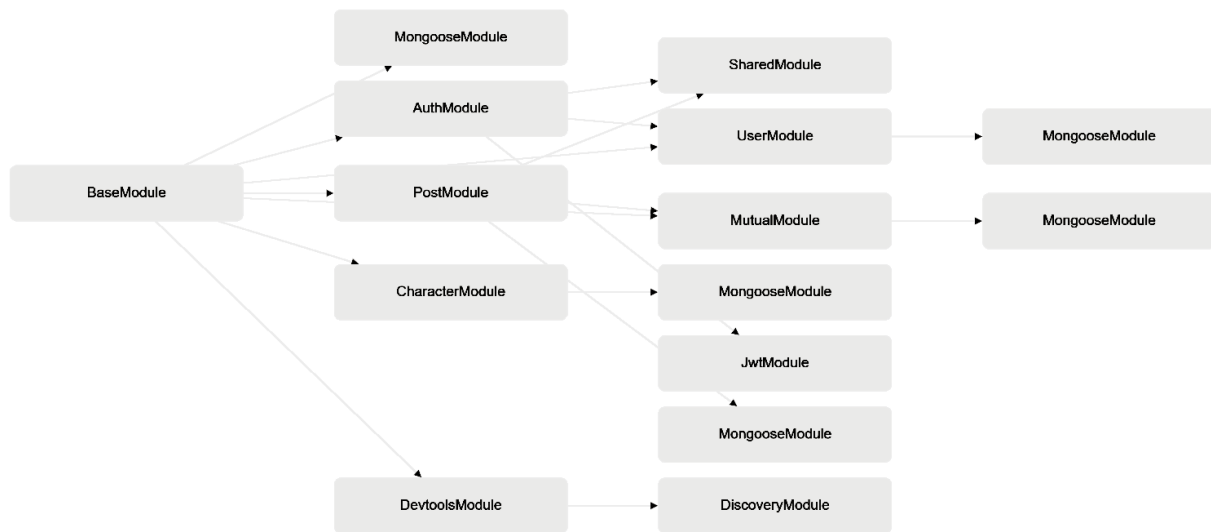 BaseModule
MongooseModule
AuthModule
PostModule
CharacterModule
DevtoolsModule
SharedModule
UserModule
MutualModule
MongooseModule
JwtModule
MongooseModule
DiscoveryModule
MongooseModule
MongooseModule